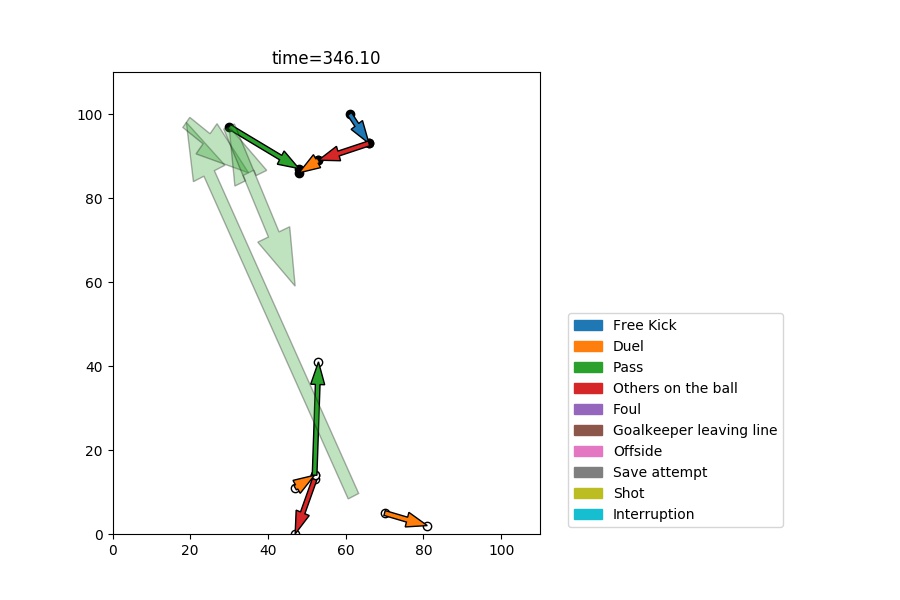 time=346.10
100
80
60
40
20
0
0 20 40 60 80 100
Free Kick
Duel
Pass
Others on the ball
Foul
Goalkeeper leaving line
Offside
Save attempt
Shot
Interruption